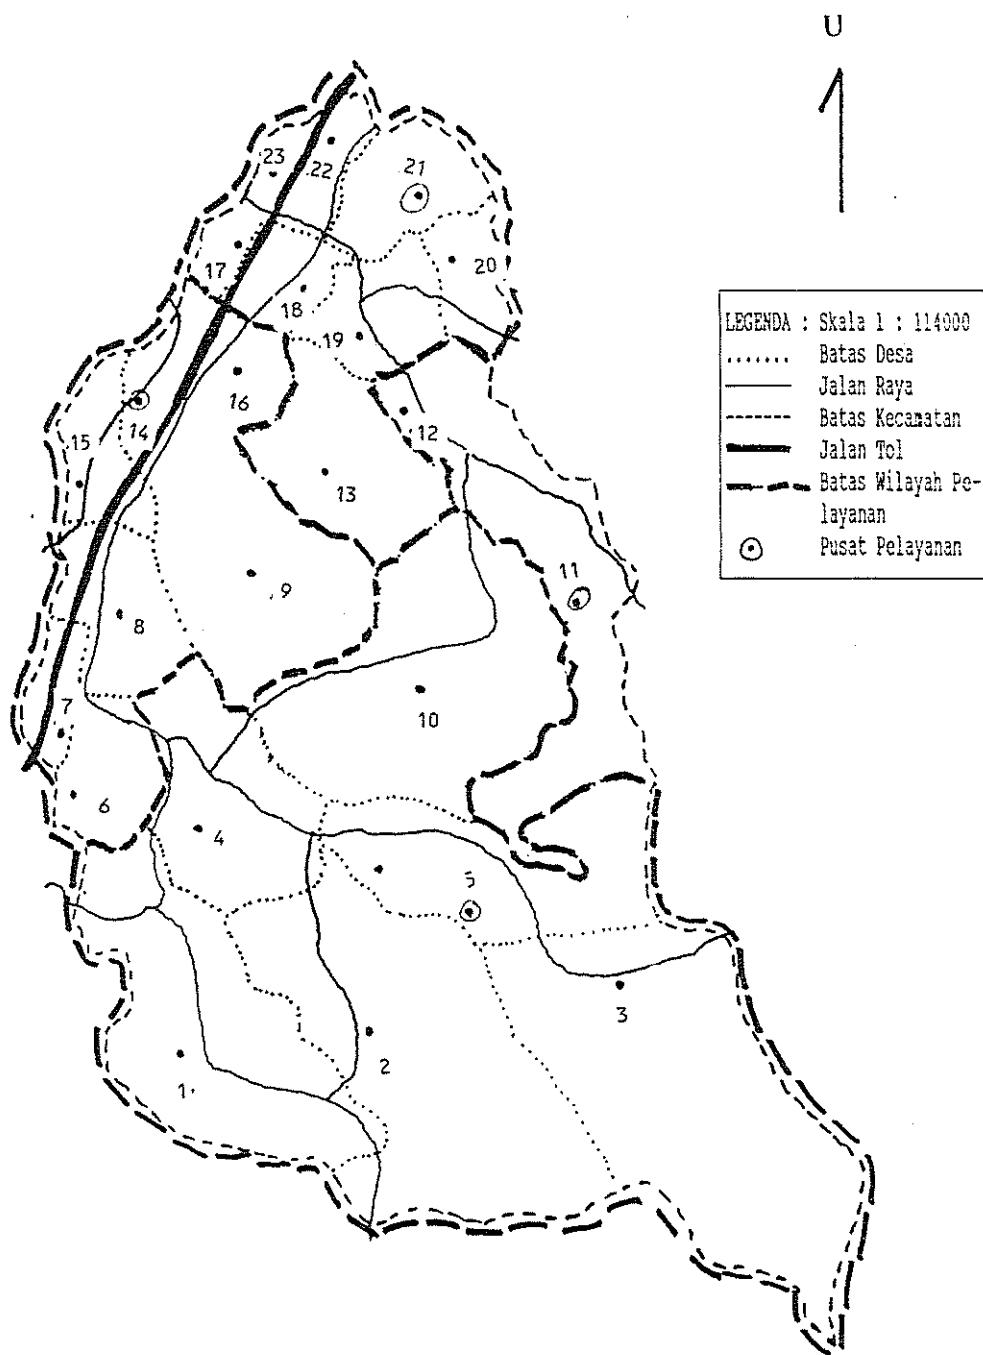 U
23
22
21
17
20
18
19
16
12
15
14
13
11
9
8
10
7
6
4
5
3
2
1
LEGENDA : Skala 1 : 114000
Batas Desa
Jalan Raya
Batas Kecamatan
Jalan Tol
Batas Wilayah Pe-
layanan
Pusat Pelayanan